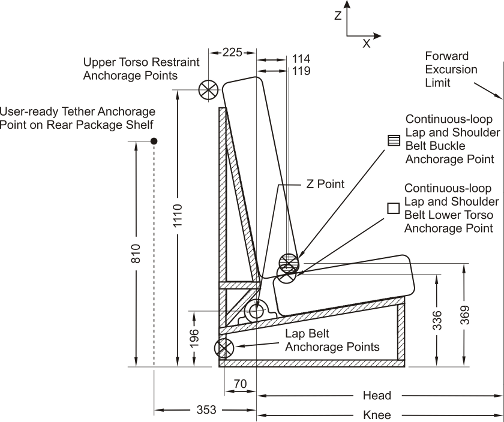 Z
X
225
114
119
Upper Torso Restraint
Anchorage Points
Forward
Excursion
Limit
User-ready Tether Anchorage
Point on Rear Package Shelf
Continuous-loop
Lap and Shoulder
Belt Buckle
Anchorage Point
Z Point
Continuous-loop
Lap and Shoulder
Belt Lower Torso
Anchorage Point
1110
810
196
336
369
Lap Belt
Anchorage Points
70
Head
353
Knee